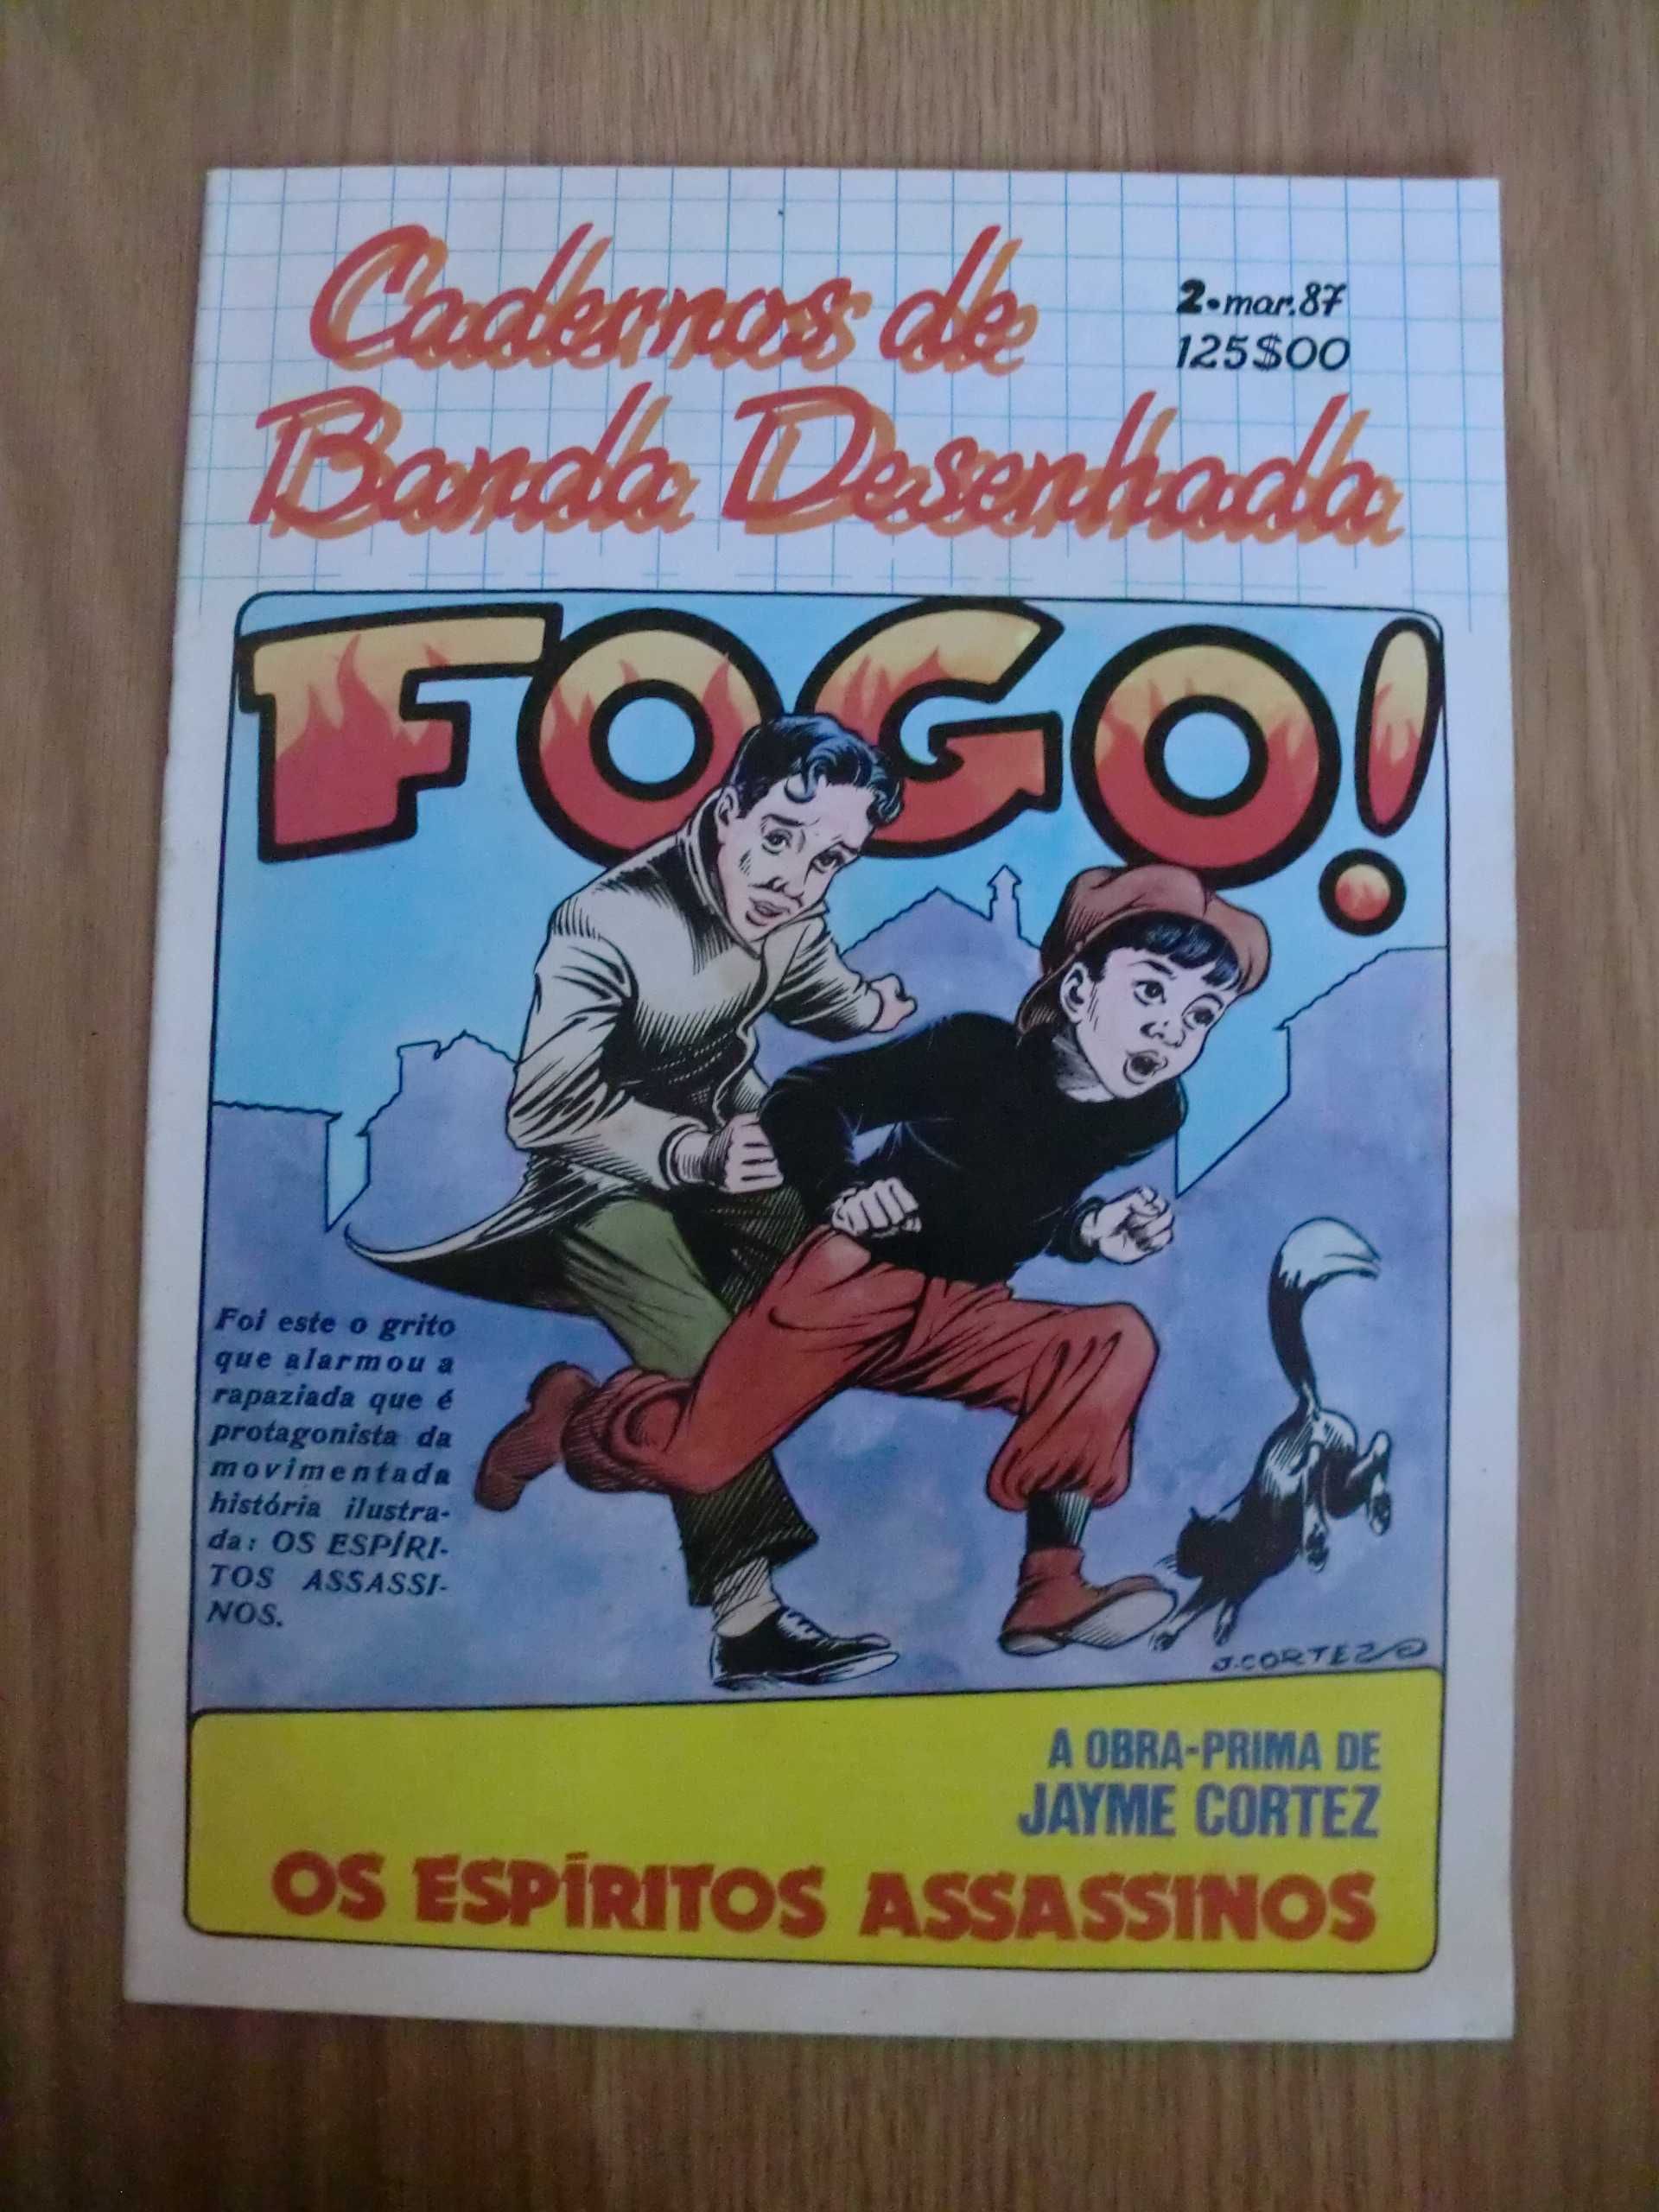 Cadernos de
Banda Desenhada
2•mar.87
125$00
FOGO!
Foi este o grito
que alarmou a
rapaziada que é
protagonista da
movimentada
história ilustra-
da: OS ESPÍRI-
TOS ASSASSI-
NOS.
J.CORTEZ
A OBRA-PRIMA DE
JAYME CORTEZ
OS ESPÍRITOS ASSASSINOS